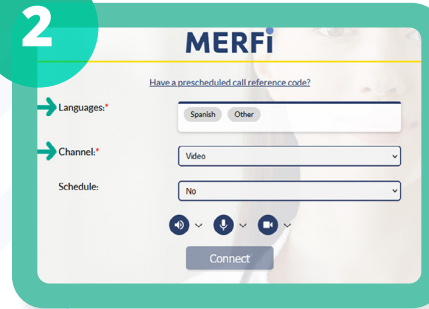 2
MERFi
Have a prescheduled call reference code?
Languages:*
Spanish Other
Channel:*
Video
Schedule:
No
Connect